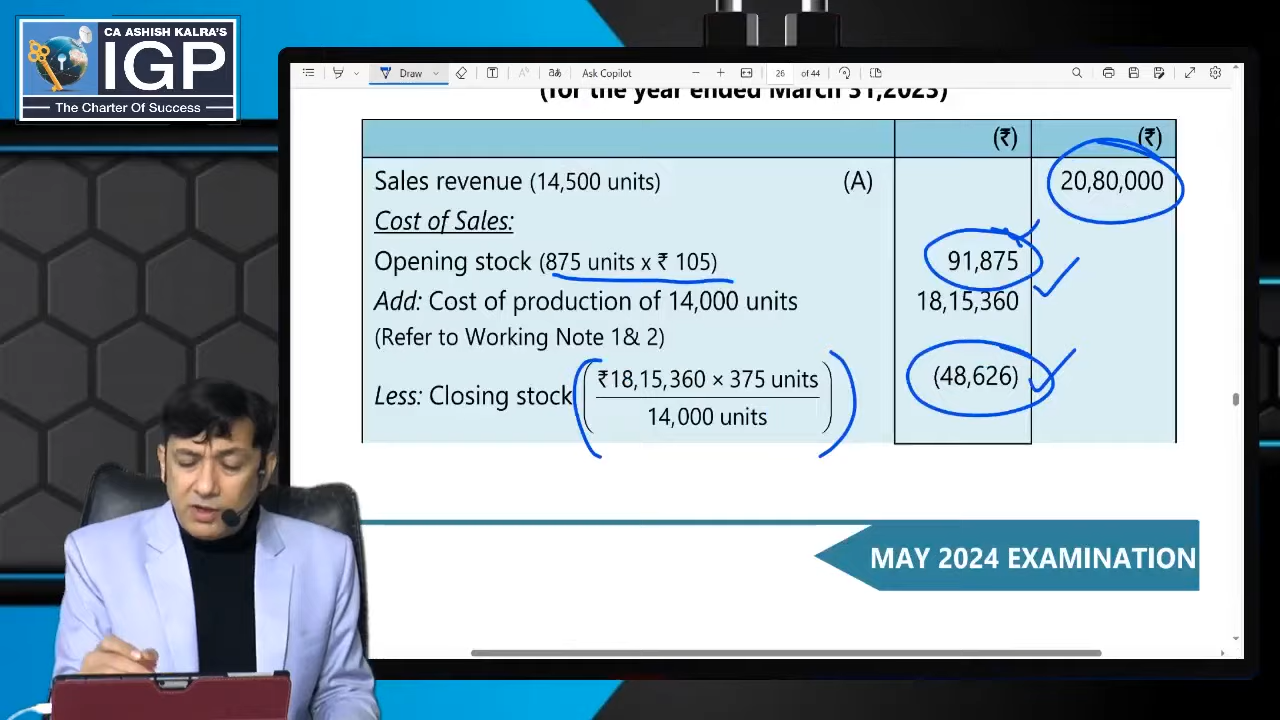 CA ASHISH KALRA'S
IGP
The Charter Of Success
Draw
Ask Copilot
26 of 44
(for the year ended March 31,2023)
(₹) (₹)
Sales revenue (14,500 units) (A) 20,80,000
Cost of Sales:
Opening stock (875 units x ₹ 105) 91,875
Add: Cost of production of 14,000 units 18,15,360
(Refer to Working Note 1& 2)
Less: Closing stock (₹18,15,360 × 375 units (48,626)
14,000 units)
MAY 2024 EXAMINATION